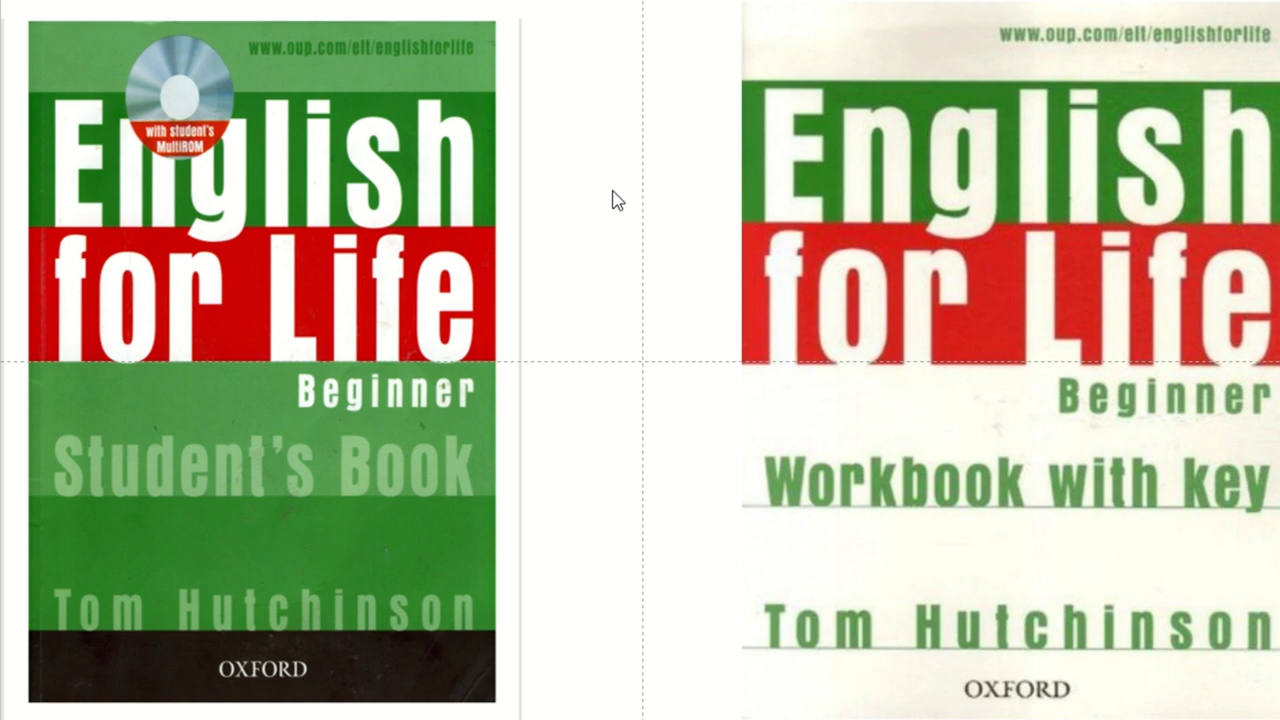 www.oup.com/elt/englishforlife
with student's
MultiROM
English
for Life
Beginner
Student's Book
Tom Hutchinson
OXFORD
www.oup.com/elt/englishforlife
English
for Life
Beginner
Workbook with key
Tom Hutchinson
OXFORD